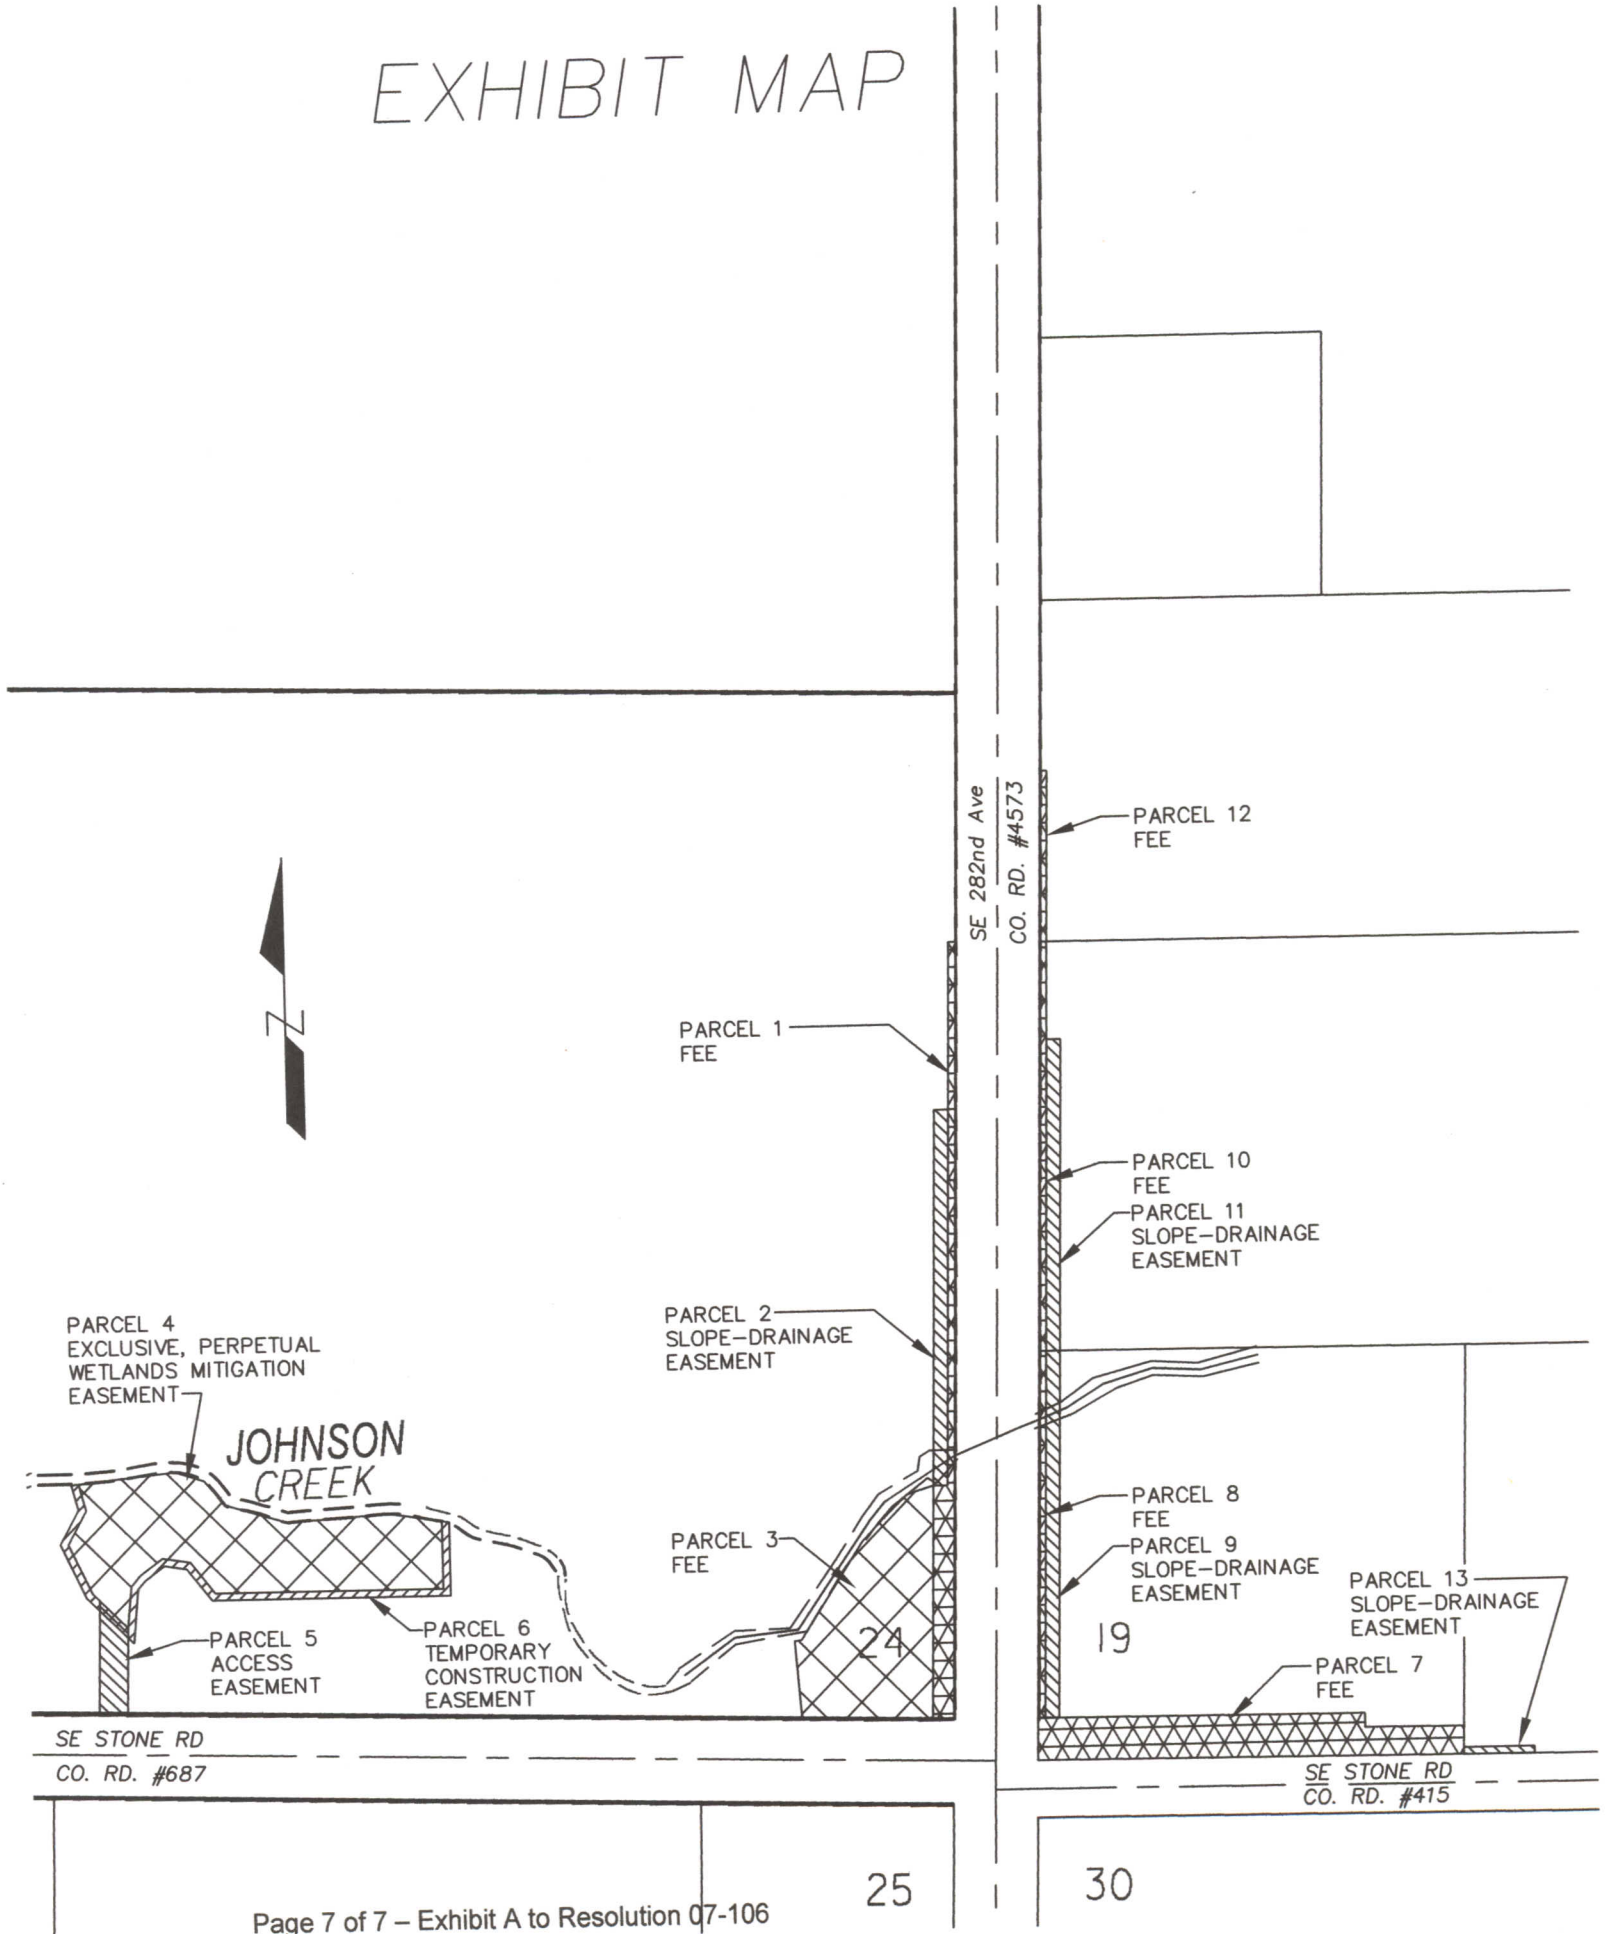 EXHIBIT MAP
SE 282nd Ave
CO. RD. #4573
PARCEL 12
FEE
N
PARCEL 1
FEE
PARCEL 10
FEE
PARCEL 11
SLOPE-DRAINAGE
EASEMENT
PARCEL 2
SLOPE-DRAINAGE
EASEMENT
PARCEL 4
EXCLUSIVE, PERPETUAL
WETLANDS MITIGATION
EASEMENT
JOHNSON
CREEK
PARCEL 3
FEE
PARCEL 8
FEE
PARCEL 9
SLOPE-DRAINAGE
EASEMENT
PARCEL 13
SLOPE-DRAINAGE
EASEMENT
PARCEL 5
ACCESS
EASEMENT
PARCEL 6
TEMPORARY
CONSTRUCTION
EASEMENT
24
19
PARCEL 7
FEE
SE STONE RD
CO. RD. #687
SE STONE RD
CO. RD. #415
25
30
Page 7 of 7 – Exhibit A to Resolution 07-106